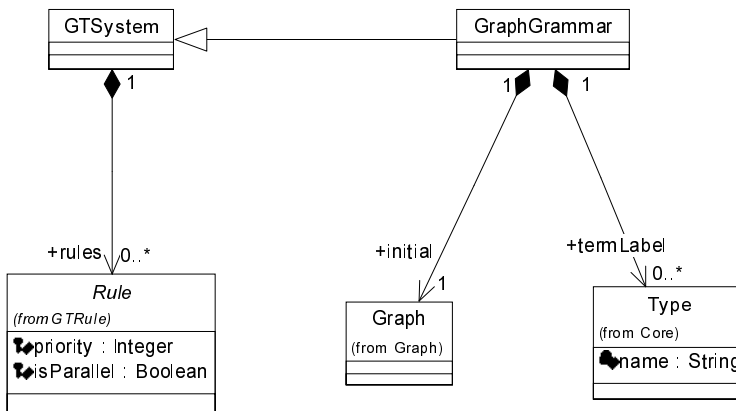 GTSystem
GraphGrammar
1
1
1
+rules
0..*
+initial
1
+termLabel
0..*
Rule
(from GTRule)
priority : Integer
isParallel : Boolean
Graph
(from Graph)
Type
(from Core)
name : String